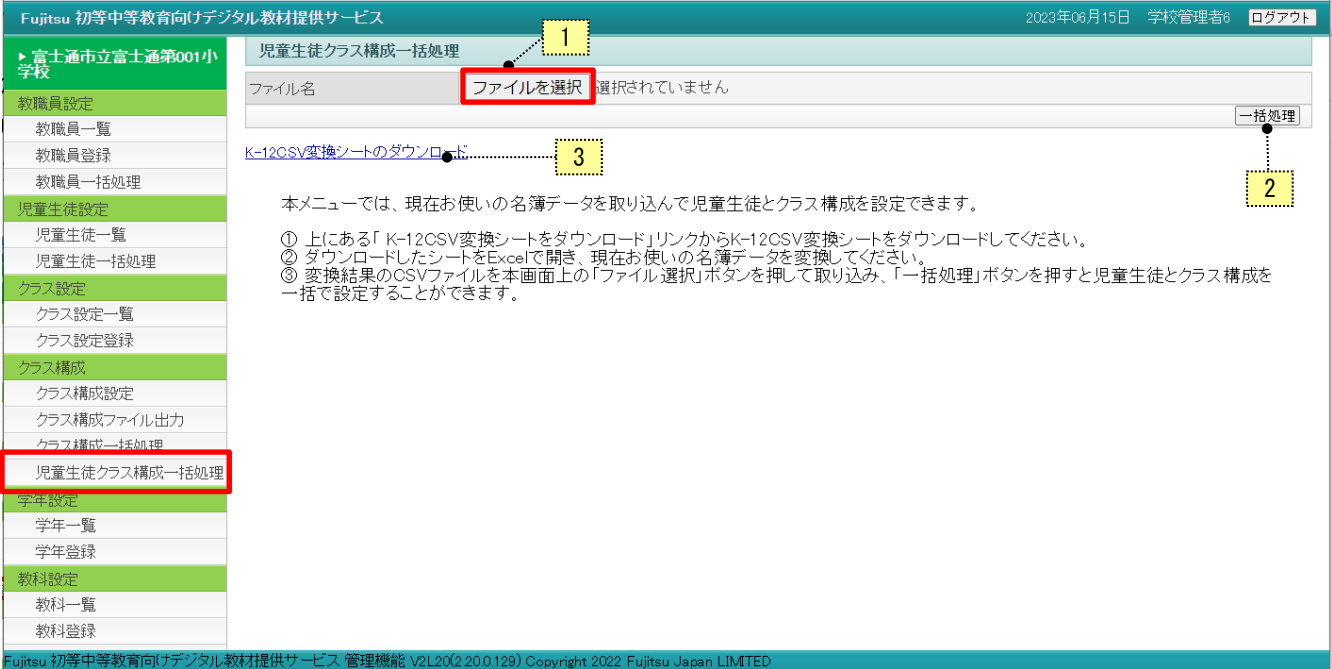 Fujitsu 初等中等教育向けデジタル教材提供サービス
2023年06月15日 学校管理者6 ログアウト
▶富士通市立富士通第001小
学校
教職員設定
教職員一覧
教職員登録
教職員一括処理
児童生徒設定
児童生徒一覧
児童生徒一括処理
クラス設定
クラス設定一覧
クラス設定登録
クラス構成
クラス構成設定
クラス構成ファイル出力
クラス構成一括処理
児童生徒クラス構成一括処理
学年設定
学年一覧
学年登録
教科設定
教科一覧
教科登録
児童生徒クラス構成一括処理
1
ファイル名 ファイルを選択 選択されていません
一括処理
2
K-12CSV変換シートのダウンロード
3
本メニューでは、現在お使いの名簿データを取り込んで児童生徒とクラス構成を設定できます。
① 上にある「K-12CSV変換シートをダウンロード」リンクからK-12CSV変換シートをダウンロードしてください。
② ダウンロードしたシートをExcelで開き、現在お使いの名簿データを変換してください。
③ 変換結果のCSVファイルを本画面上の「ファイル選択」ボタンを押して取り込み、「一括処理」ボタンを押すと児童生徒とクラス構成を
一括で設定することができます。
Fujitsu 初等中等教育向けデジタル教材提供サービス 管理機能 V2L20(2.20.0.129) Copyright 2022 Fujitsu Japan LIMITED